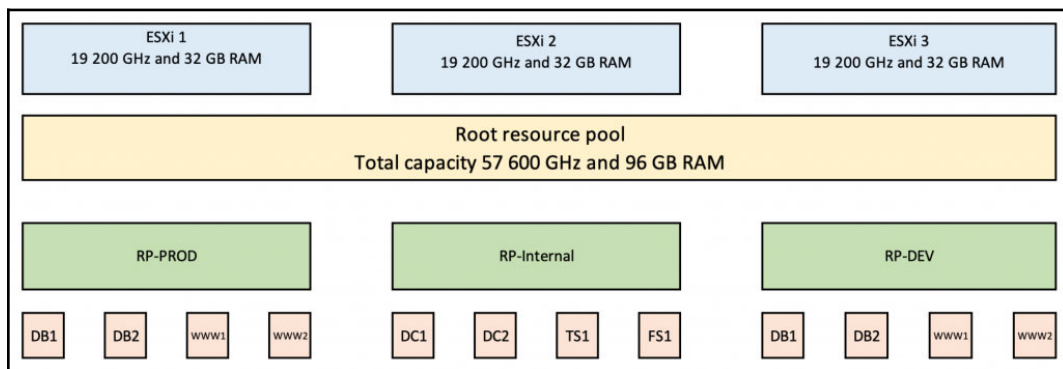 ESXi 1
19 200 GHz and 32 GB RAM
ESXi 2
19 200 GHz and 32 GB RAM
ESXi 3
19 200 GHz and 32 GB RAM
Root resource pool
Total capacity 57 600 GHz and 96 GB RAM
RP-PROD
RP-Internal
RP-DEV
DB1
DB2
WWW1
WWW2
DC1
DC2
TS1
FS1
DB1
DB2
WWW1
WWW2